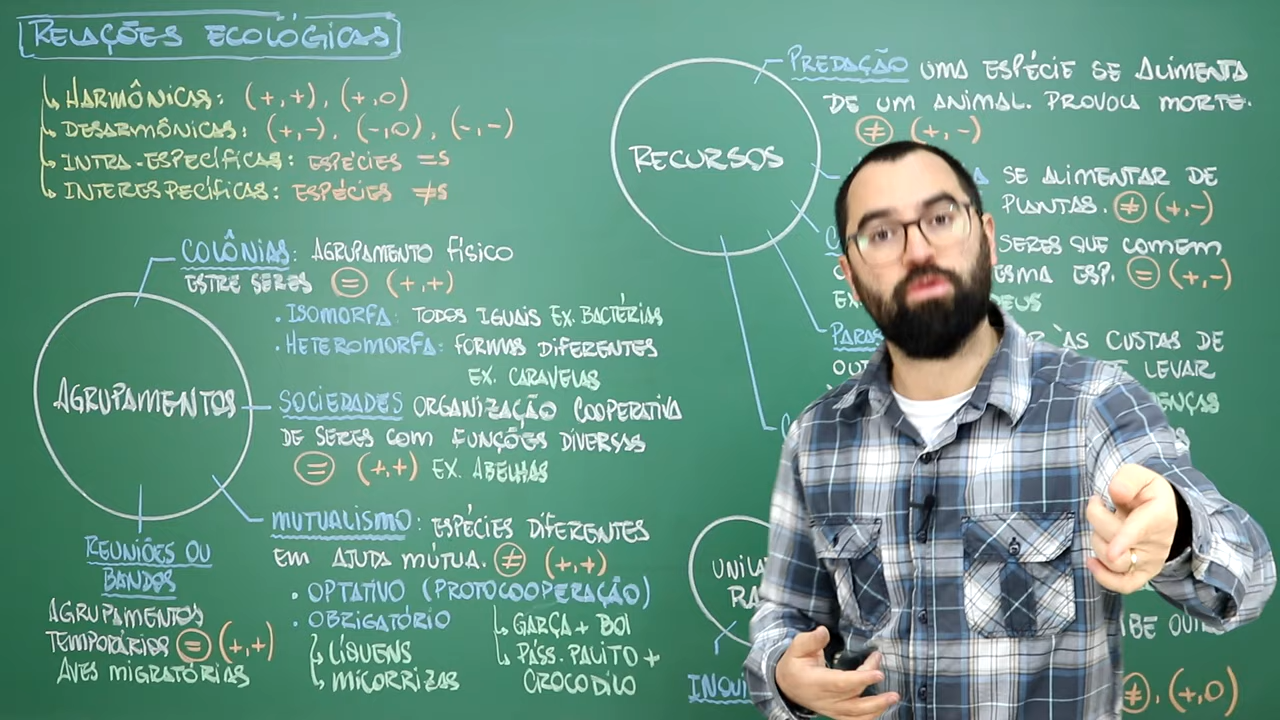 RELAÇÕES ECOLÓGICAS
HARMÔNICAS: (+,+), (+,0)
DESARMÔNICAS: (+,-), (-,0), (-,-)
INTRA-ESPECÍFICAS: ESPÉCIES =S
INTERESPECÍFICAS: ESPÉCIES ≠S
COLÔNIAS: AGRUPAMENTO FÍSICO
ESTRE SERES = (+,+)
• ISOMORFA: TODOS IGUAIS EX. BACTÉRIAS
• HETEROMORFA: FORMAS DIFERENTES
EX. CARAVELAS
AGRUPAMENTOS
SOCIEDADES ORGANIZAÇÃO COOPERATIVA
DE SERES COM FUNÇÕES DIVERSAS
= (+,+) EX. ABELHAS
MUTUALISMO: ESPÉCIES DIFERENTES
EM AJUDA MÚTUA. ≠ (+,+)
• OPTATIVO (PROTOCOOPERAÇÃO)
• OBRIGATÓRIO
LÍQUENS
MICORRIZAS
GARÇA + BOI
PÁSS. PALITO +
CROCODILO
REUNIÕES OU
BANDOS
AGRUPAMENTOS
TEMPORÁRIOS = (+,+)
AVES MIGRATÓRIAS
RECURSOS
PREDAÇÃO UMA ESPÉCIE SE ALIMENTA
DE UM ANIMAL. PROVOCA MORTE.
≠ (+,-)
SE ALIMENTAR DE
PLANTAS. ≠ (+,-)
SERES QUE COMEM
ESP. = (+,-)
ÀS CUSTAS DE
LEVAR
≠, (+,0)